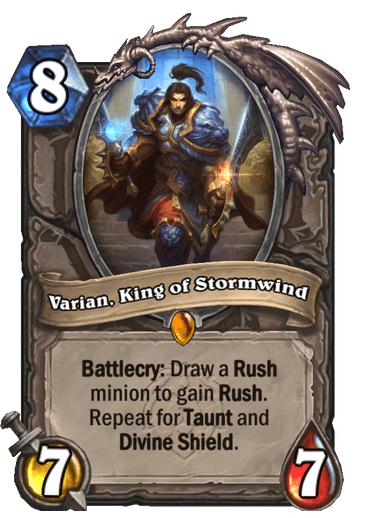 8
Varian, King of Stormwind
Battlecry: Draw a Rush
minion to gain Rush.
Repeat for Taunt and
Divine Shield.
7
7